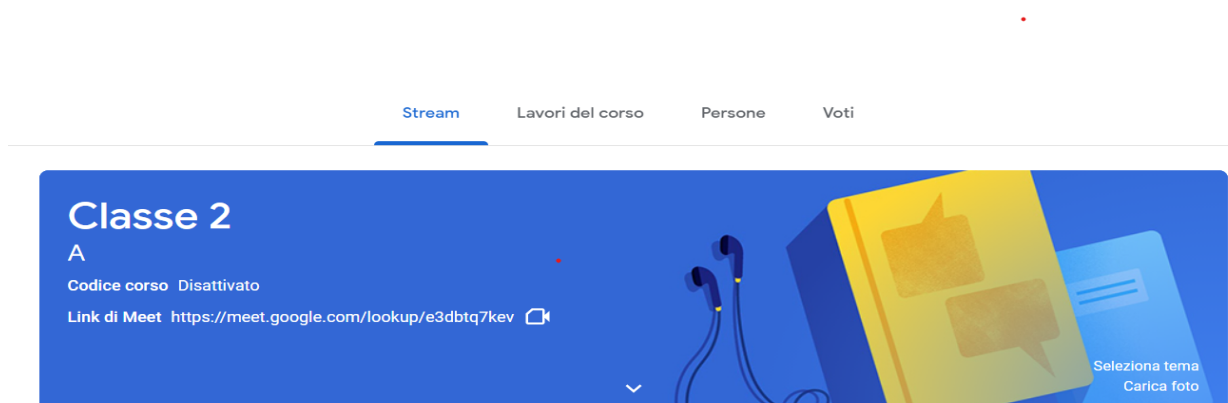 Stream Lavori del corso Persone Voti
Classe 2
A
Codice corso Disattivato
Link di Meet https://meet.google.com/lookup/e3dbtq7kev
Seleziona tema
Carica foto